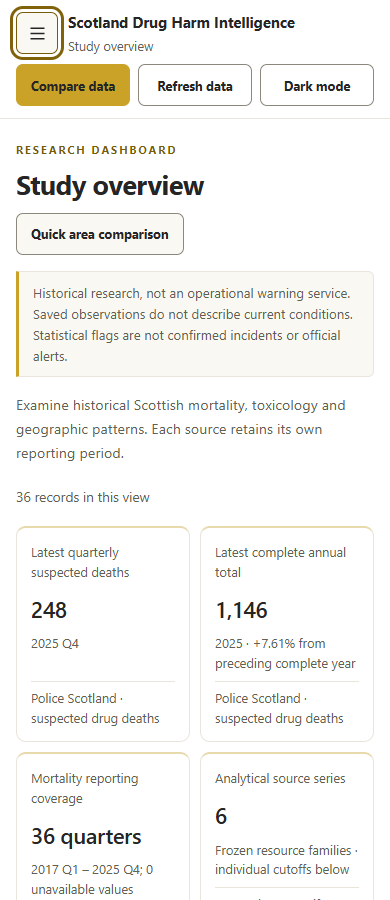 Scotland Drug Harm Intelligence
Study overview
Compare data
Refresh data
Dark mode
RESEARCH DASHBOARD
Study overview
Quick area comparison
Historical research, not an operational warning service.
Saved observations do not describe current conditions.
Statistical flags are not confirmed incidents or official
alerts.
Examine historical Scottish mortality, toxicology and
geographic patterns. Each source retains its own
reporting period.
36 records in this view
Latest quarterly
suspected deaths
248
2025 Q4
Police Scotland ·
suspected drug deaths
Latest complete annual
total
1,146
2025 · +7.61% from
preceding complete year
Police Scotland ·
suspected drug deaths
Mortality reporting
coverage
36 quarters
2017 Q1 – 2025 Q4; 0
unavailable values
Analytical source series
6
Frozen resource families ·
individual cutoffs below